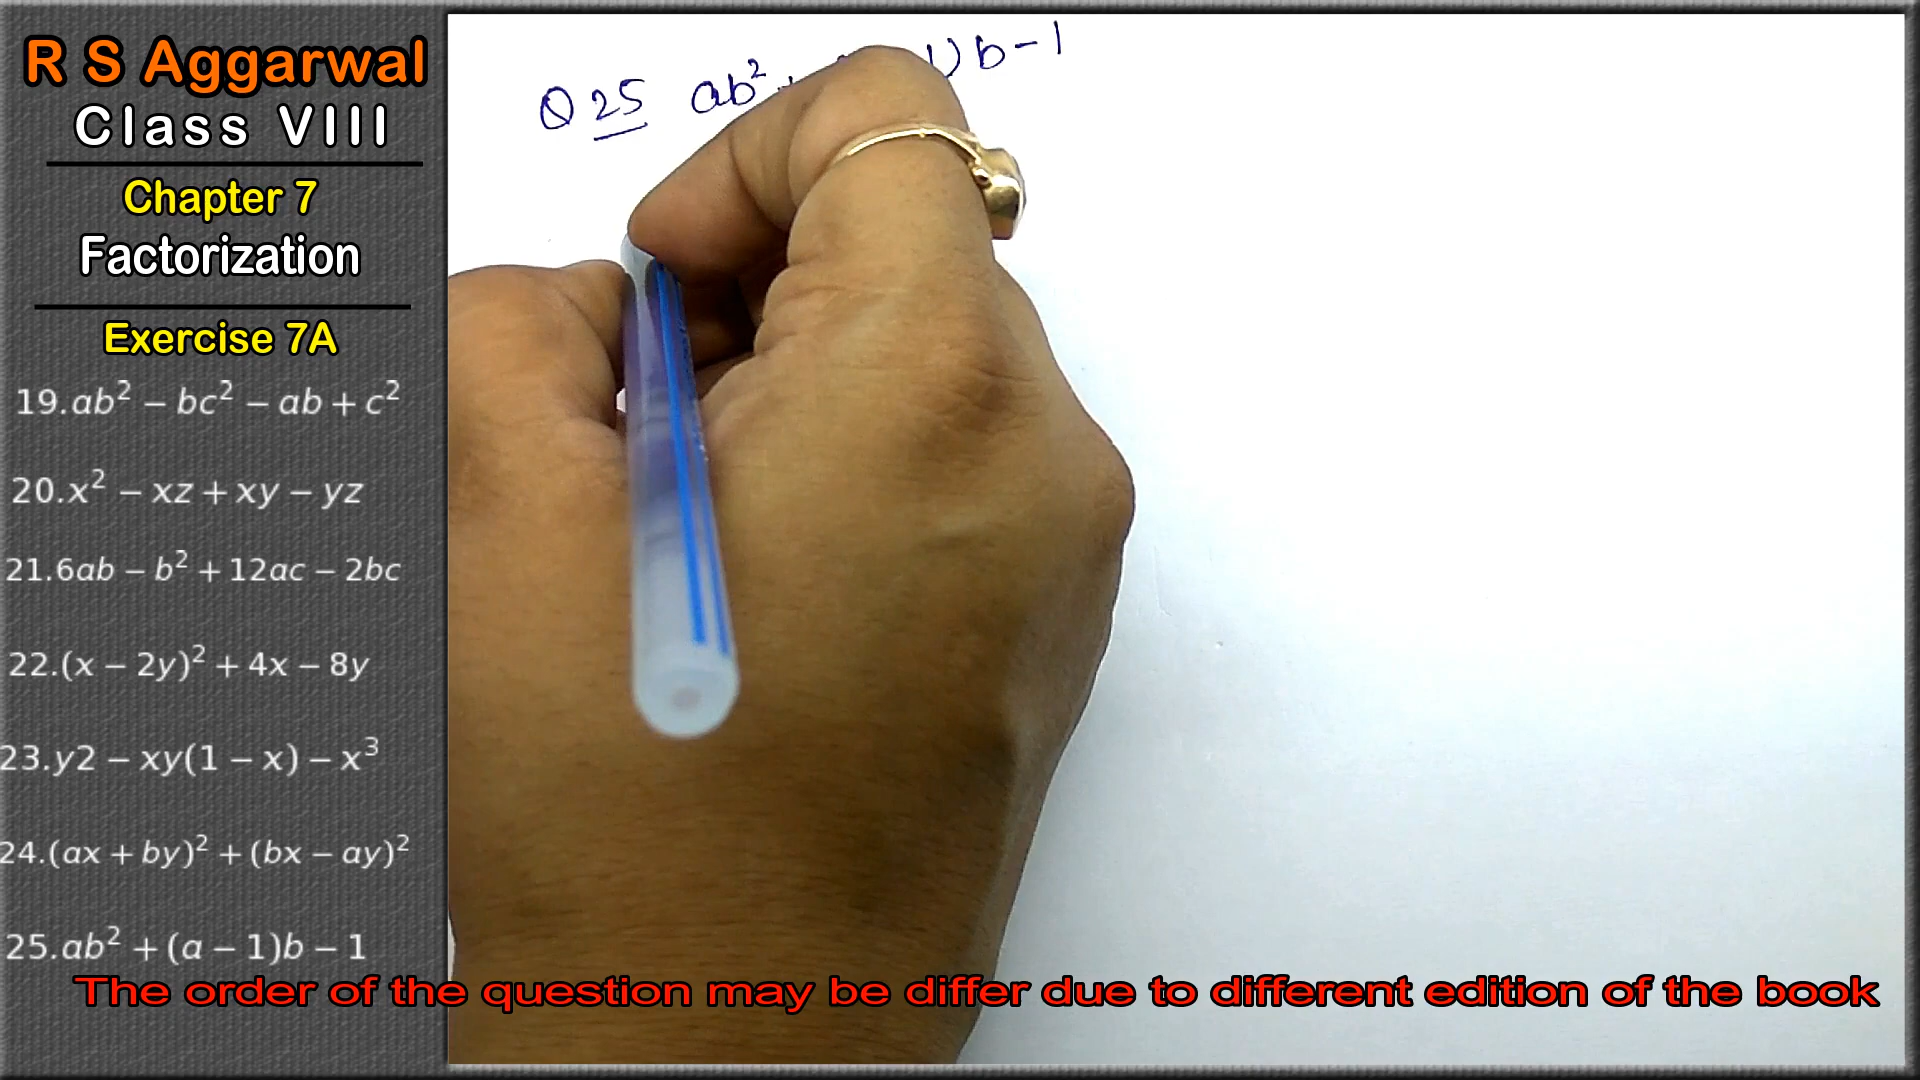 R S Aggarwal
Class VIII
Chapter 7
Factorization
Exercise 7A
19.ab² − bc² − ab + c²
20.x² − xz + xy − yz
21.6ab − b² + 12ac − 2bc
22.(x − 2y)² + 4x − 8y
23.y2 − xy(1 − x) − x³
24.(ax + by)² + (bx − ay)²
25.ab² + (a − 1)b − 1
Q 25 ab² 1) b - 1
The order of the question may be differ due to different edition of the book